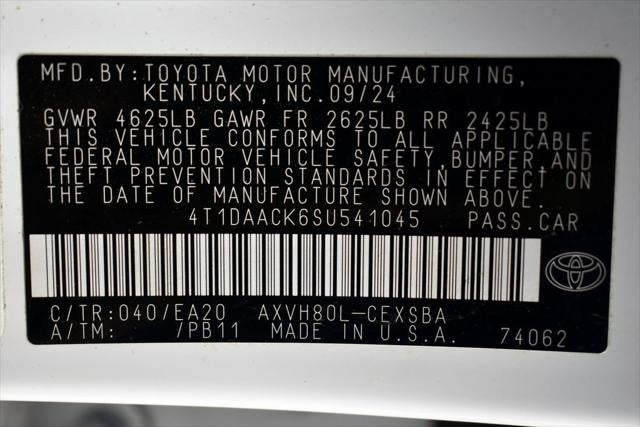 MFD.BY:TOYOTA MOTOR MANUFACTURING,
KENTUCKY,INC.09/24
GVWR 4625LB GAWR FR 2625LB RR 2425LB
THIS VEHICLE CONFORMS TO ALL APPLICABLE
FEDERAL MOTOR VEHICLE SAFETY,BUMPER,AND
THEFT PREVENTION STANDARDS IN EFFECT ON
THE DATE OF MANUFACTURE SHOWN ABOVE.
4T1DAACK6SU541045 PASS.CAR
C/TR:040/EA20 AXVH80L-CEXSBA
A/TM: /PB11 MADE IN U.S.A. 74062